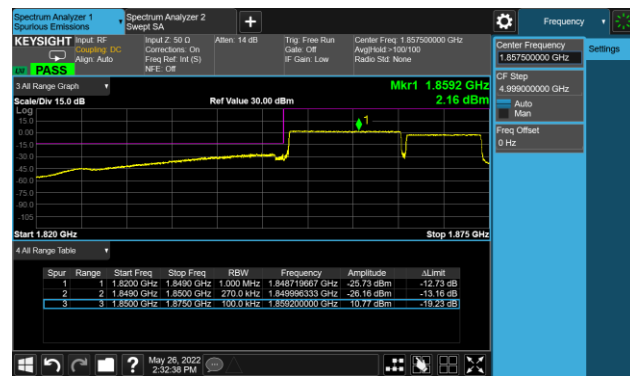 Spectrum Analyzer 1
Spurious Emissions
Spectrum Analyzer 2
Swept SA
+
Frequency
KEYSIGHT
Input: RF
Coupling: DC
Align: Auto
Input Z: 50 Ω
Corrections: On
Freq Ref: Int (S)
NFE: Off
Atten: 14 dB
Trig: Free Run
Gate: Off
IF Gain: Low
Center Freq: 1.857500000 GHz
Avg|Hold:>100/100
Radio Std: None
PASS
Center Frequency
1.857500000 GHz
Settings
CF Step
4.999000000 GHz
Auto
Man
Freq Offset
0 Hz
3 All Range Graph
Mkr1 1.8592 GHz
Scale/Div 15.0 dB
Ref Value 30.00 dBm
2.16 dBm
Log
15.0
0.00
-15.0
-30.0
-45.0
-60.0
-75.0
-90.0
-105
1
Start 1.820 GHz
Stop 1.875 GHz
4 All Range Table
Spur Range Start Freq Stop Freq RBW Frequency Amplitude ΔLimit
1 1 1.8200 GHz 1.8490 GHz 1.000 MHz 1.848719667 GHz -25.73 dBm -12.73 dB
2 2 1.8490 GHz 1.8500 GHz 270.0 kHz 1.849996333 GHz -26.16 dBm -13.16 dB
3 3 1.8500 GHz 1.8750 GHz 100.0 kHz 1.859200000 GHz 10.77 dBm -19.23 dB
?
May 26, 2022
2:32:38 PM